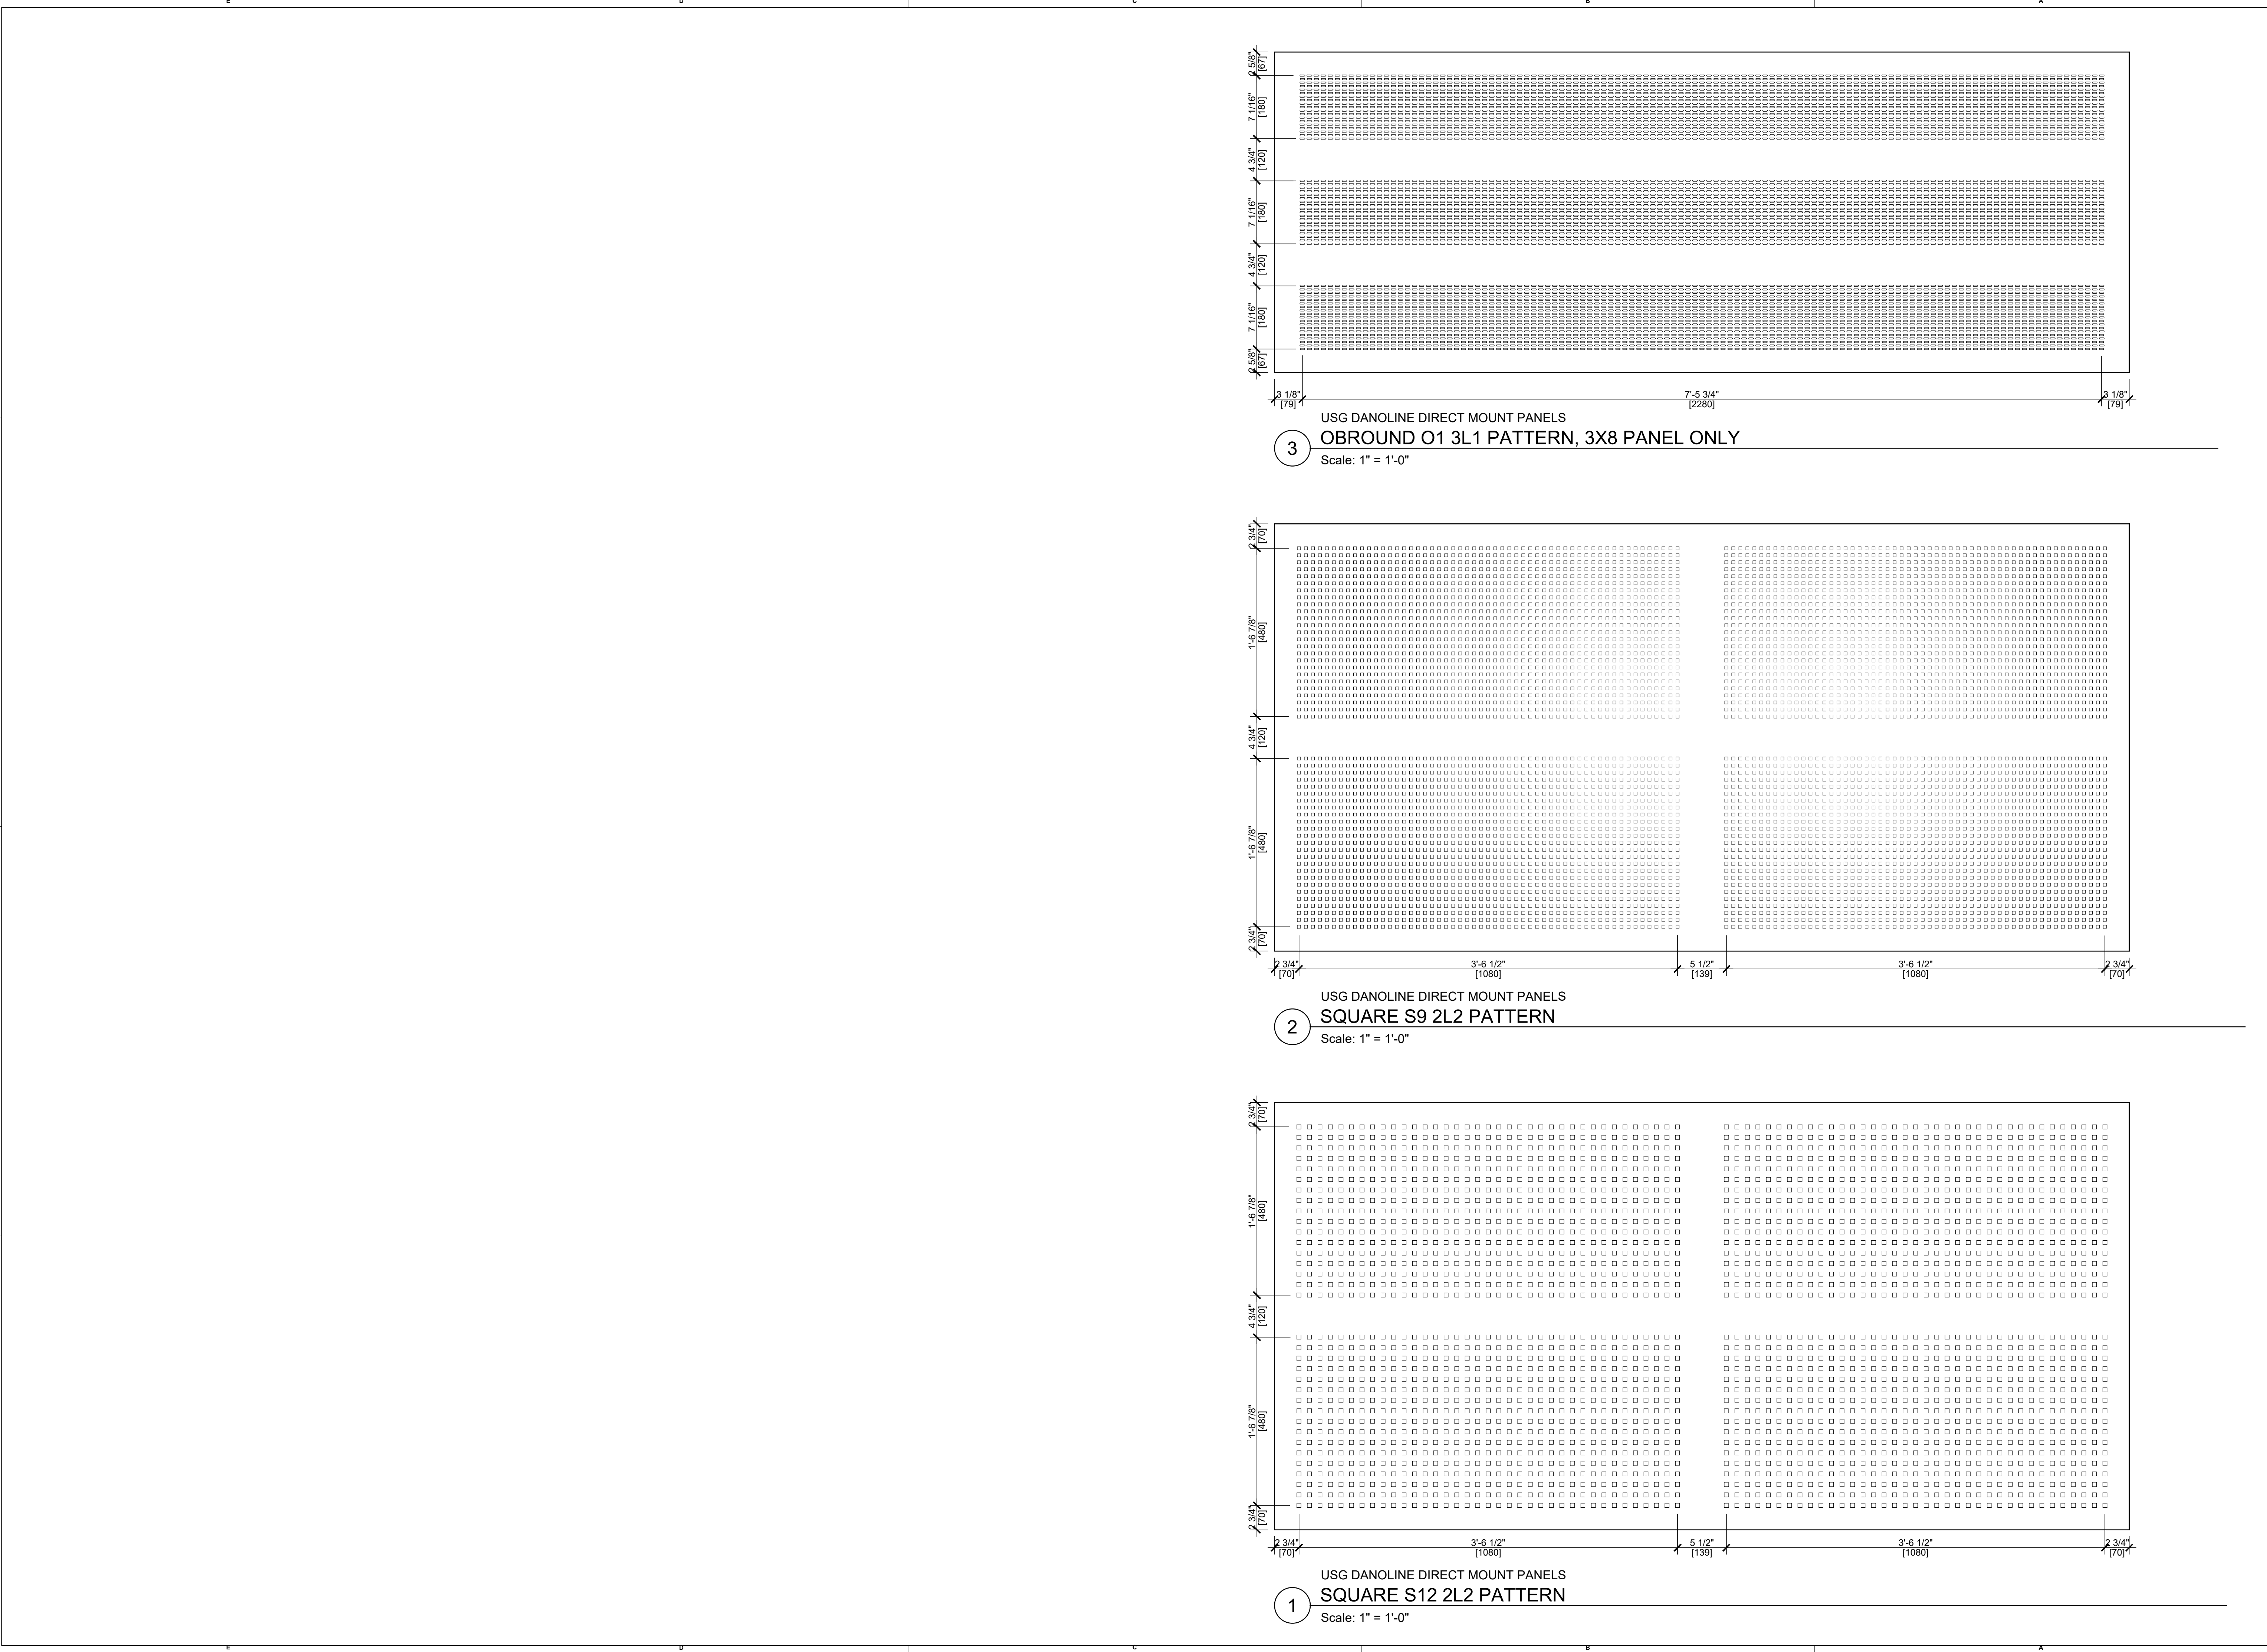 E D C B A
2 5/8"
[67]
7 1/16"
[180]
4 3/4"
[120]
7 1/16"
[180]
4 3/4"
[120]
7 1/16"
[180]
2 5/8"
[67]
3 1/8" 7'-5 3/4" 3 1/8"
[79] [2280] [79]
USG DANOLINE DIRECT MOUNT PANELS
3 OBROUND O1 3L1 PATTERN, 3X8 PANEL ONLY
Scale: 1" = 1'-0"
2 3/4"
[70]
1'-6 7/8"
[480]
4 3/4"
[120]
1'-6 7/8"
[480]
2 3/4"
[70]
2 3/4" 3'-6 1/2" 5 1/2" 3'-6 1/2" 2 3/4"
[70] [1080] [139] [1080] [70]
USG DANOLINE DIRECT MOUNT PANELS
2 SQUARE S9 2L2 PATTERN
Scale: 1" = 1'-0"
2 3/4"
[70]
1'-6 7/8"
[480]
4 3/4"
[120]
1'-6 7/8"
[480]
2 3/4"
[70]
2 3/4" 3'-6 1/2" 5 1/2" 3'-6 1/2" 2 3/4"
[70] [1080] [139] [1080] [70]
USG DANOLINE DIRECT MOUNT PANELS
1 SQUARE S12 2L2 PATTERN
Scale: 1" = 1'-0"
E D C B A